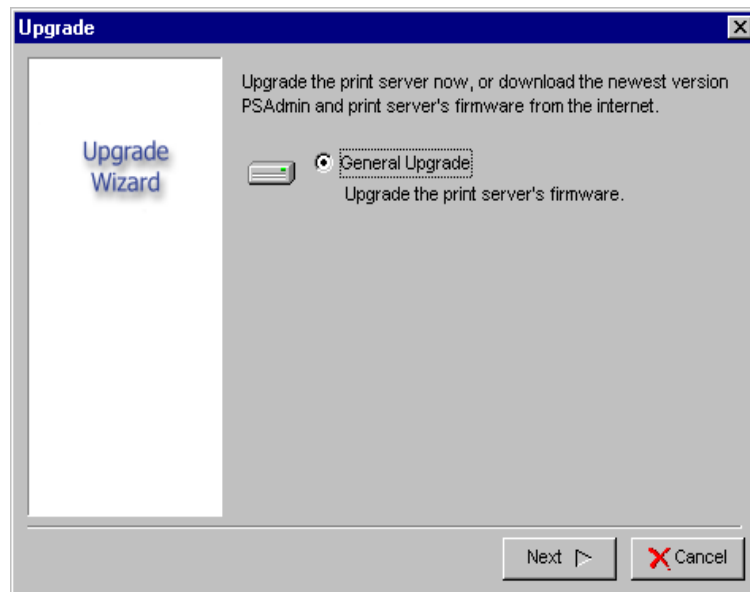 Upgrade
Upgrade the print server now, or download the newest version
PSAdmin and print server's firmware from the internet.
Upgrade
Wizard
General Upgrade
Upgrade the print server's firmware.
Next
Cancel